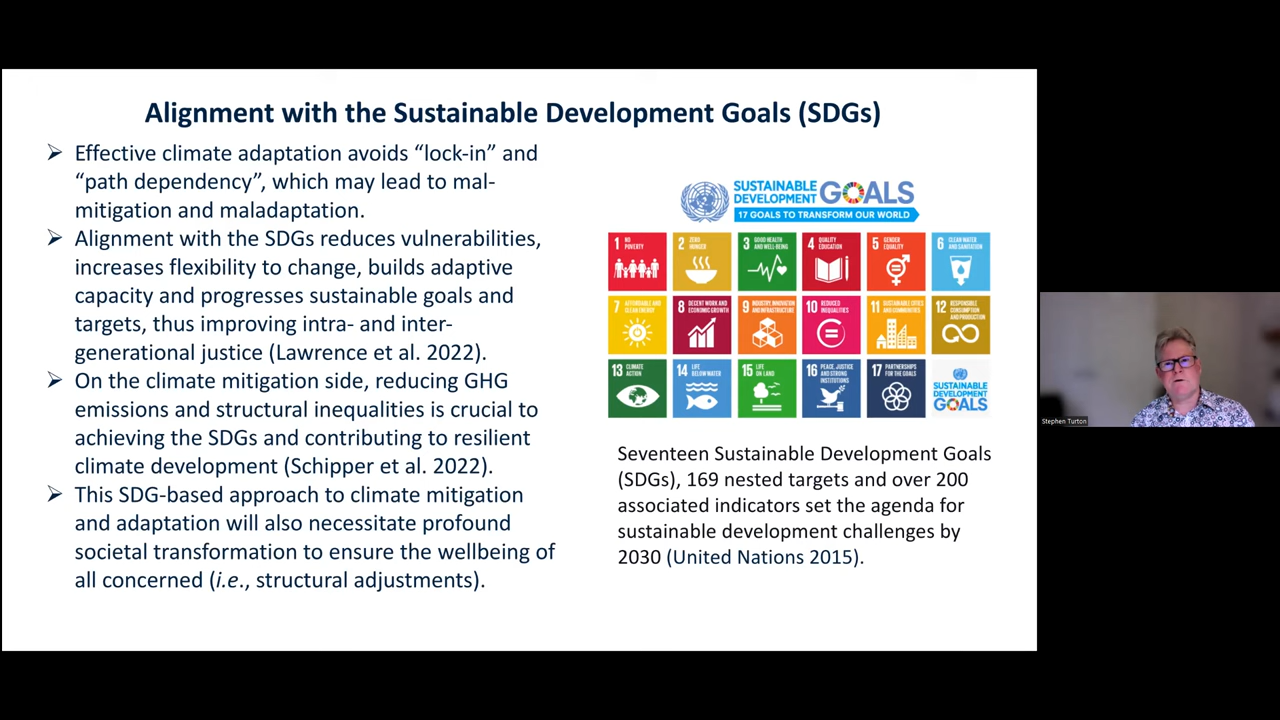 Alignment with the Sustainable Development Goals (SDGs)
➢ Effective climate adaptation avoids “lock-in” and
“path dependency”, which may lead to mal-
mitigation and maladaptation.
➢ Alignment with the SDGs reduces vulnerabilities,
increases flexibility to change, builds adaptive
capacity and progresses sustainable goals and
targets, thus improving intra- and inter-
generational justice (Lawrence et al. 2022).
➢ On the climate mitigation side, reducing GHG
emissions and structural inequalities is crucial to
achieving the SDGs and contributing to resilient
climate development (Schipper et al. 2022).
➢ This SDG-based approach to climate mitigation
and adaptation will also necessitate profound
societal transformation to ensure the wellbeing of
all concerned (i.e., structural adjustments).
SUSTAINABLE
DEVELOPMENT
GOALS
17 GOALS TO TRANSFORM OUR WORLD
1 NO
POVERTY
2 ZERO
HUNGER
3 GOOD HEALTH
AND WELL-BEING
4 QUALITY
EDUCATION
5 GENDER
EQUALITY
6 CLEAN WATER
AND SANITATION
7 AFFORDABLE AND
CLEAN ENERGY
8 DECENT WORK AND
ECONOMIC GROWTH
9 INDUSTRY, INNOVATION
AND INFRASTRUCTURE
10 REDUCED
INEQUALITIES
11 SUSTAINABLE CITIES
AND COMMUNITIES
12 RESPONSIBLE
CONSUMPTION
AND PRODUCTION
13 CLIMATE
ACTION
14 LIFE
BELOW WATER
15 LIFE
ON LAND
16 PEACE, JUSTICE
AND STRONG
INSTITUTIONS
17 PARTNERSHIPS
FOR THE GOALS
SUSTAINABLE
DEVELOPMENT
GOALS
Seventeen Sustainable Development Goals
(SDGs), 169 nested targets and over 200
associated indicators set the agenda for
sustainable development challenges by
2030 (United Nations 2015).
Stephen Turton